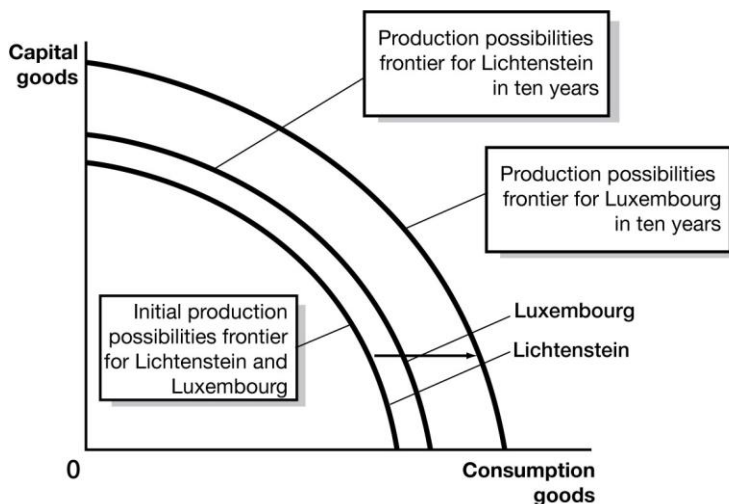 Capital
goods
Production possibilities
frontier for Lichtenstein
in ten years
Production possibilities
frontier for Luxembourg
in ten years
Initial production
possibilities frontier
for Lichtenstein and
Luxembourg
Luxembourg
Lichtenstein
0
Consumption
goods